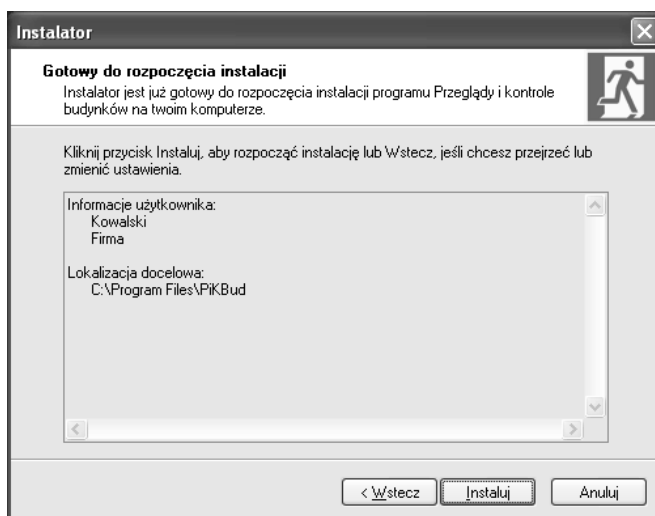 Instalator
Gotowy do rozpoczęcia instalacji
Instalator jest już gotowy do rozpoczęcia instalacji programu Przeglądy i kontrole
budynków na twoim komputerze.
Kliknij przycisk Instaluj, aby rozpocząć instalację lub Wstecz, jeśli chcesz przejrzeć lub
zmienić ustawienia.
Informacje użytkownika:
Kowalski
Firma
Lokalizacja docelowa:
C:\Program Files\PiKBud
< Wstecz
Instaluj
Anuluj